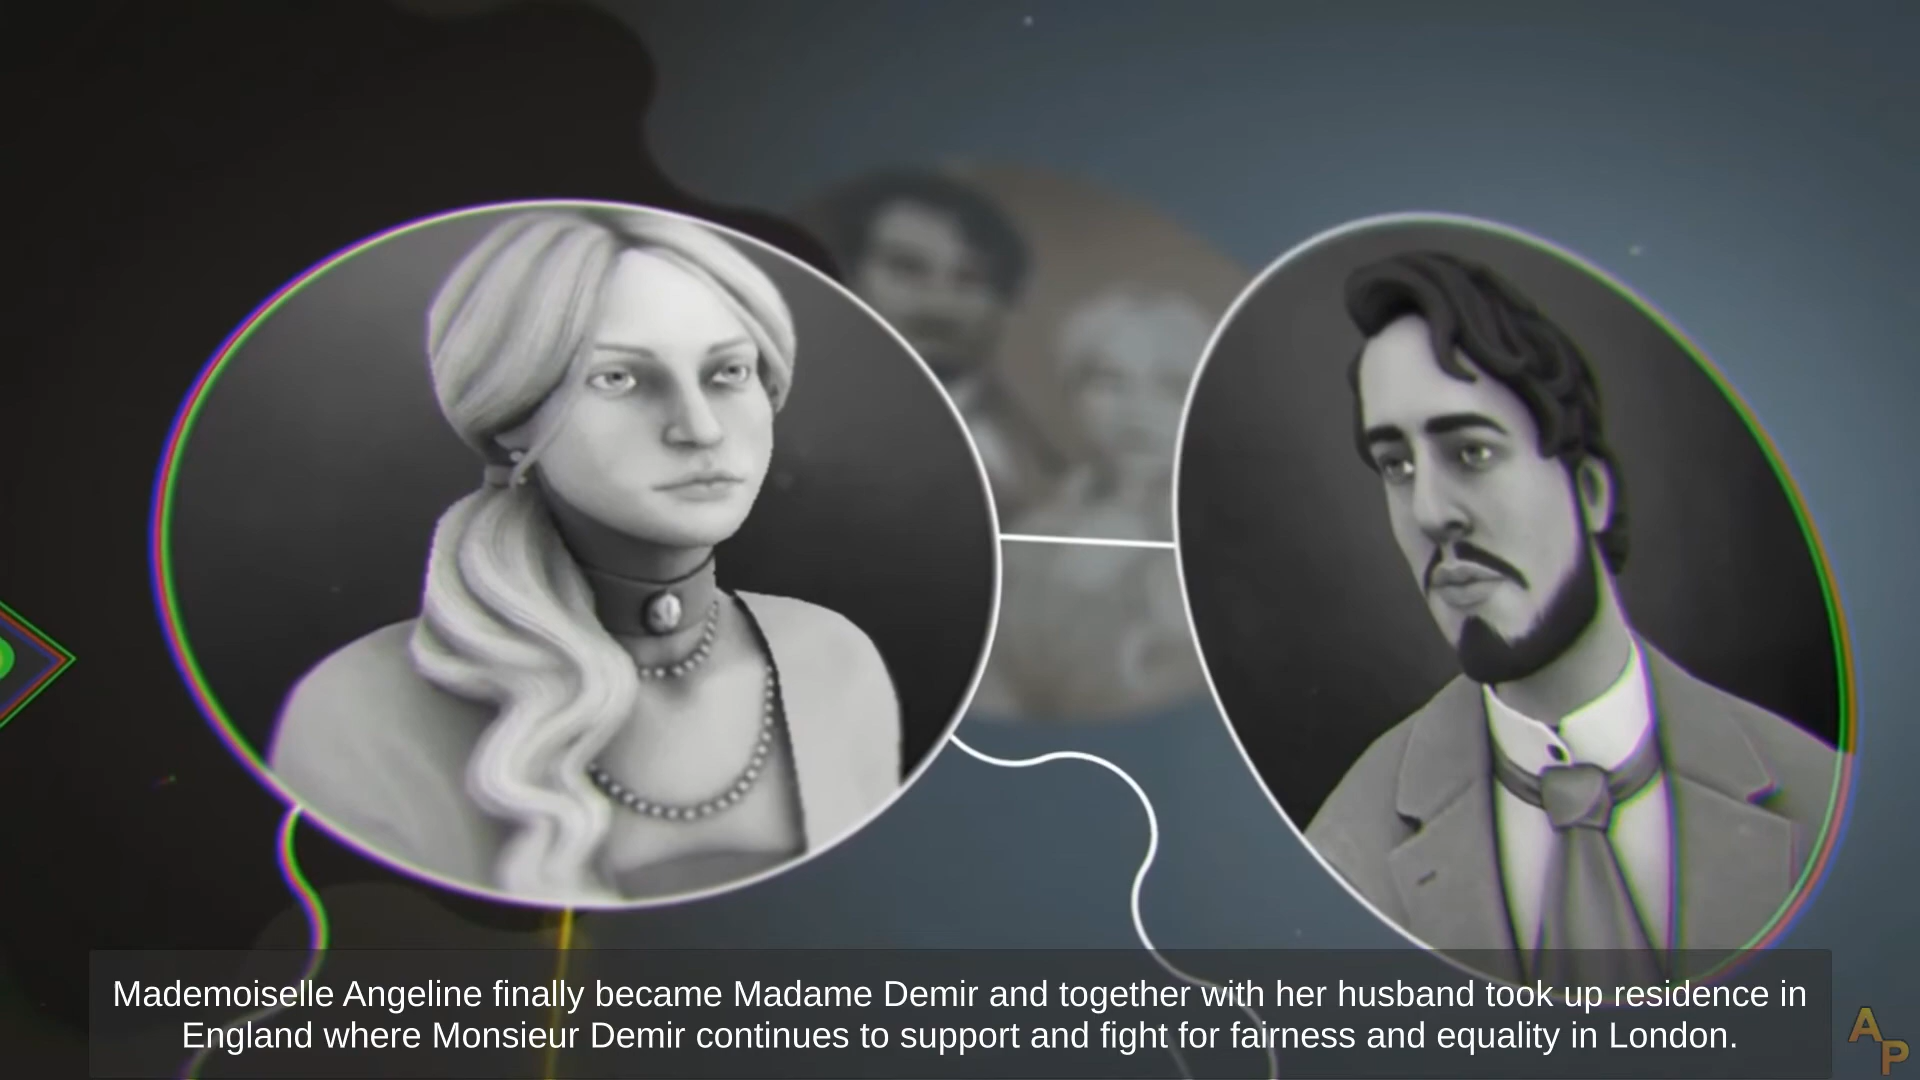 Mademoiselle Angeline finally became Madame Demir and together with her husband took up residence in
England where Monsieur Demir continues to support and fight for fairness and equality in London.
AP